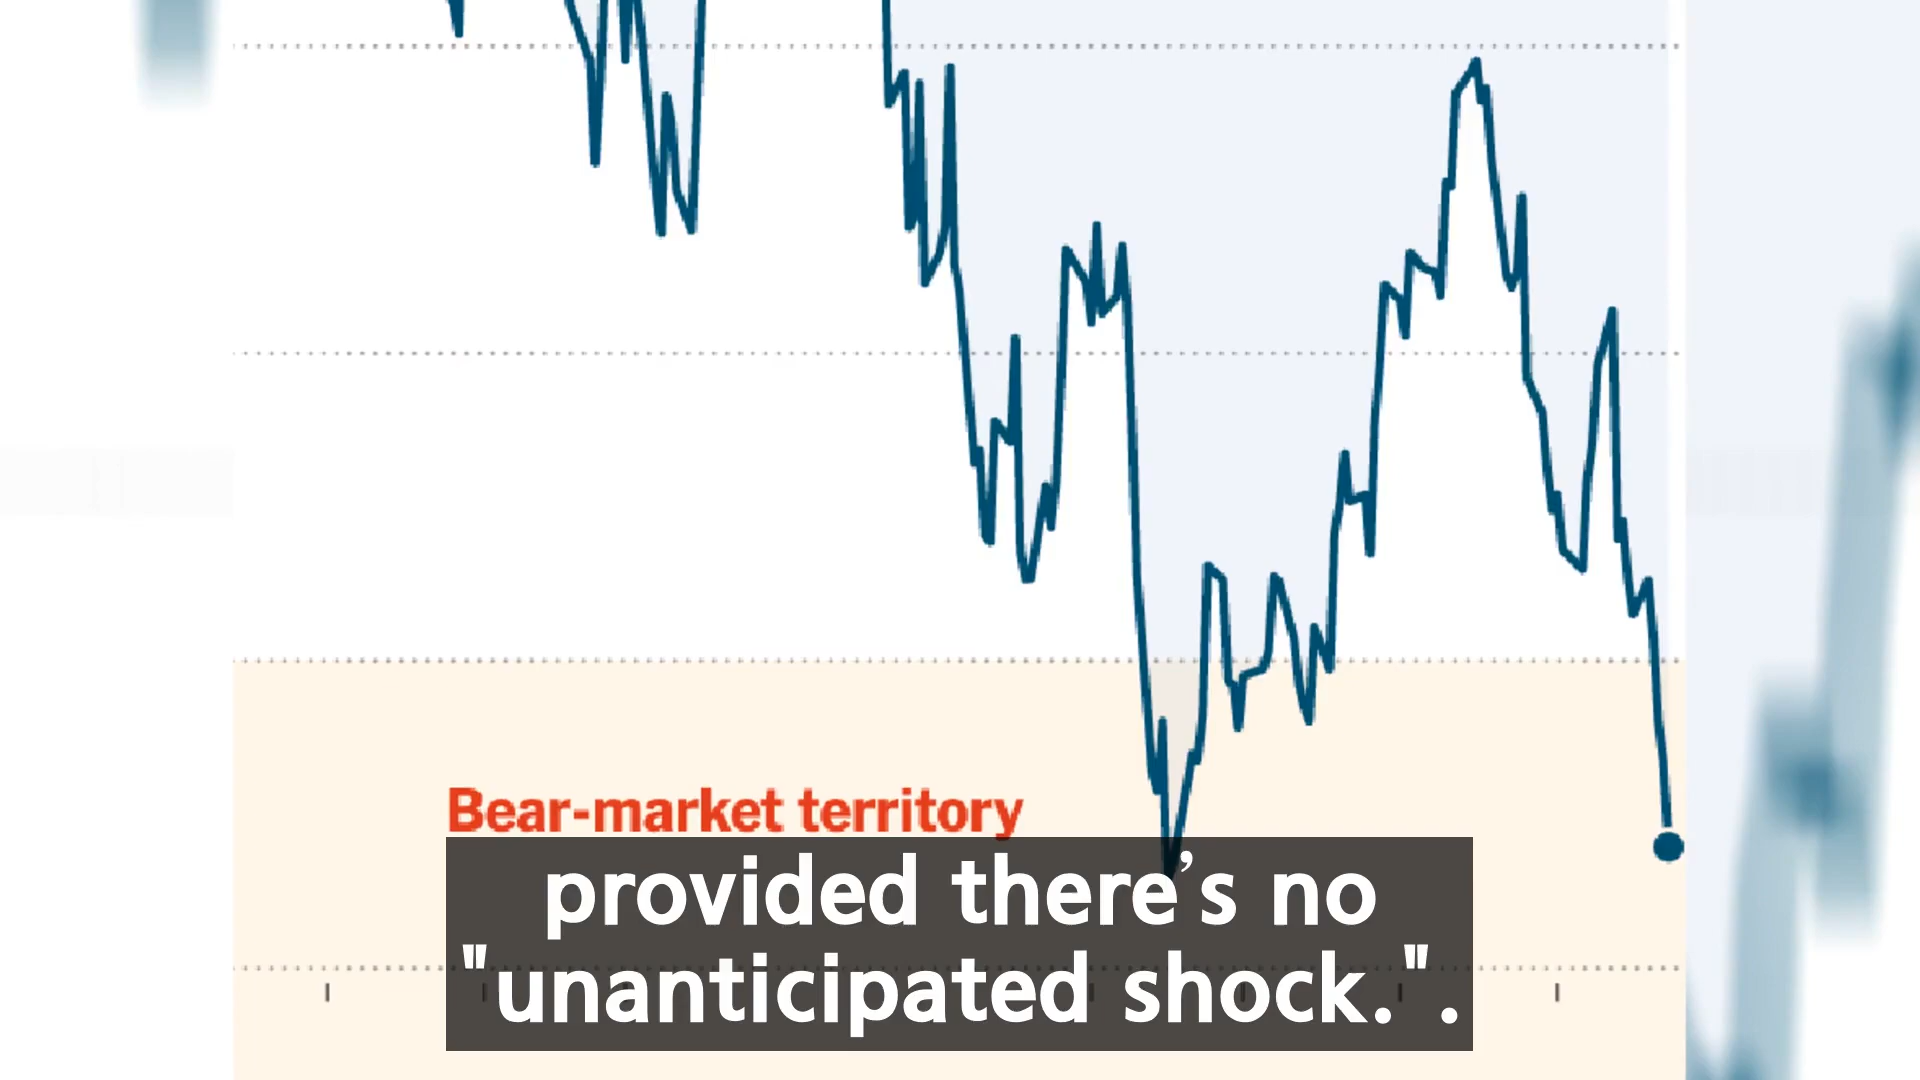 Bear-market territory
provided there's no
"unanticipated shock.".